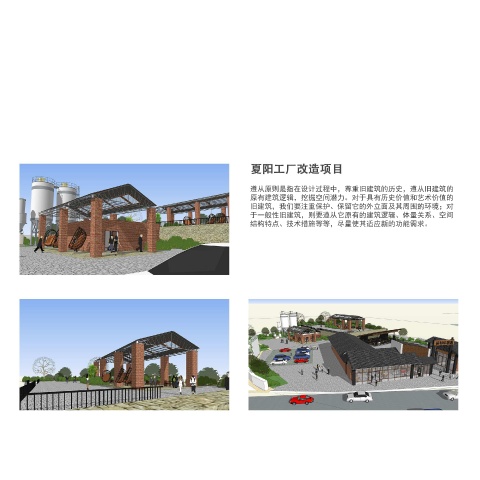 夏阳工厂改造项目
遵从原则是指在设计过程中，尊重旧建筑的历史，遵从旧建筑的
原有建筑逻辑，挖掘空间潜力。对于具有历史价值和艺术价值的
旧建筑，我们要注重保护、保留它的外立面及其周围的环境；对
于一般性旧建筑，则要遵从它原有的建筑逻辑、体量关系、空间
结构特点、技术措施等等，尽量使其适应新的功能需求。